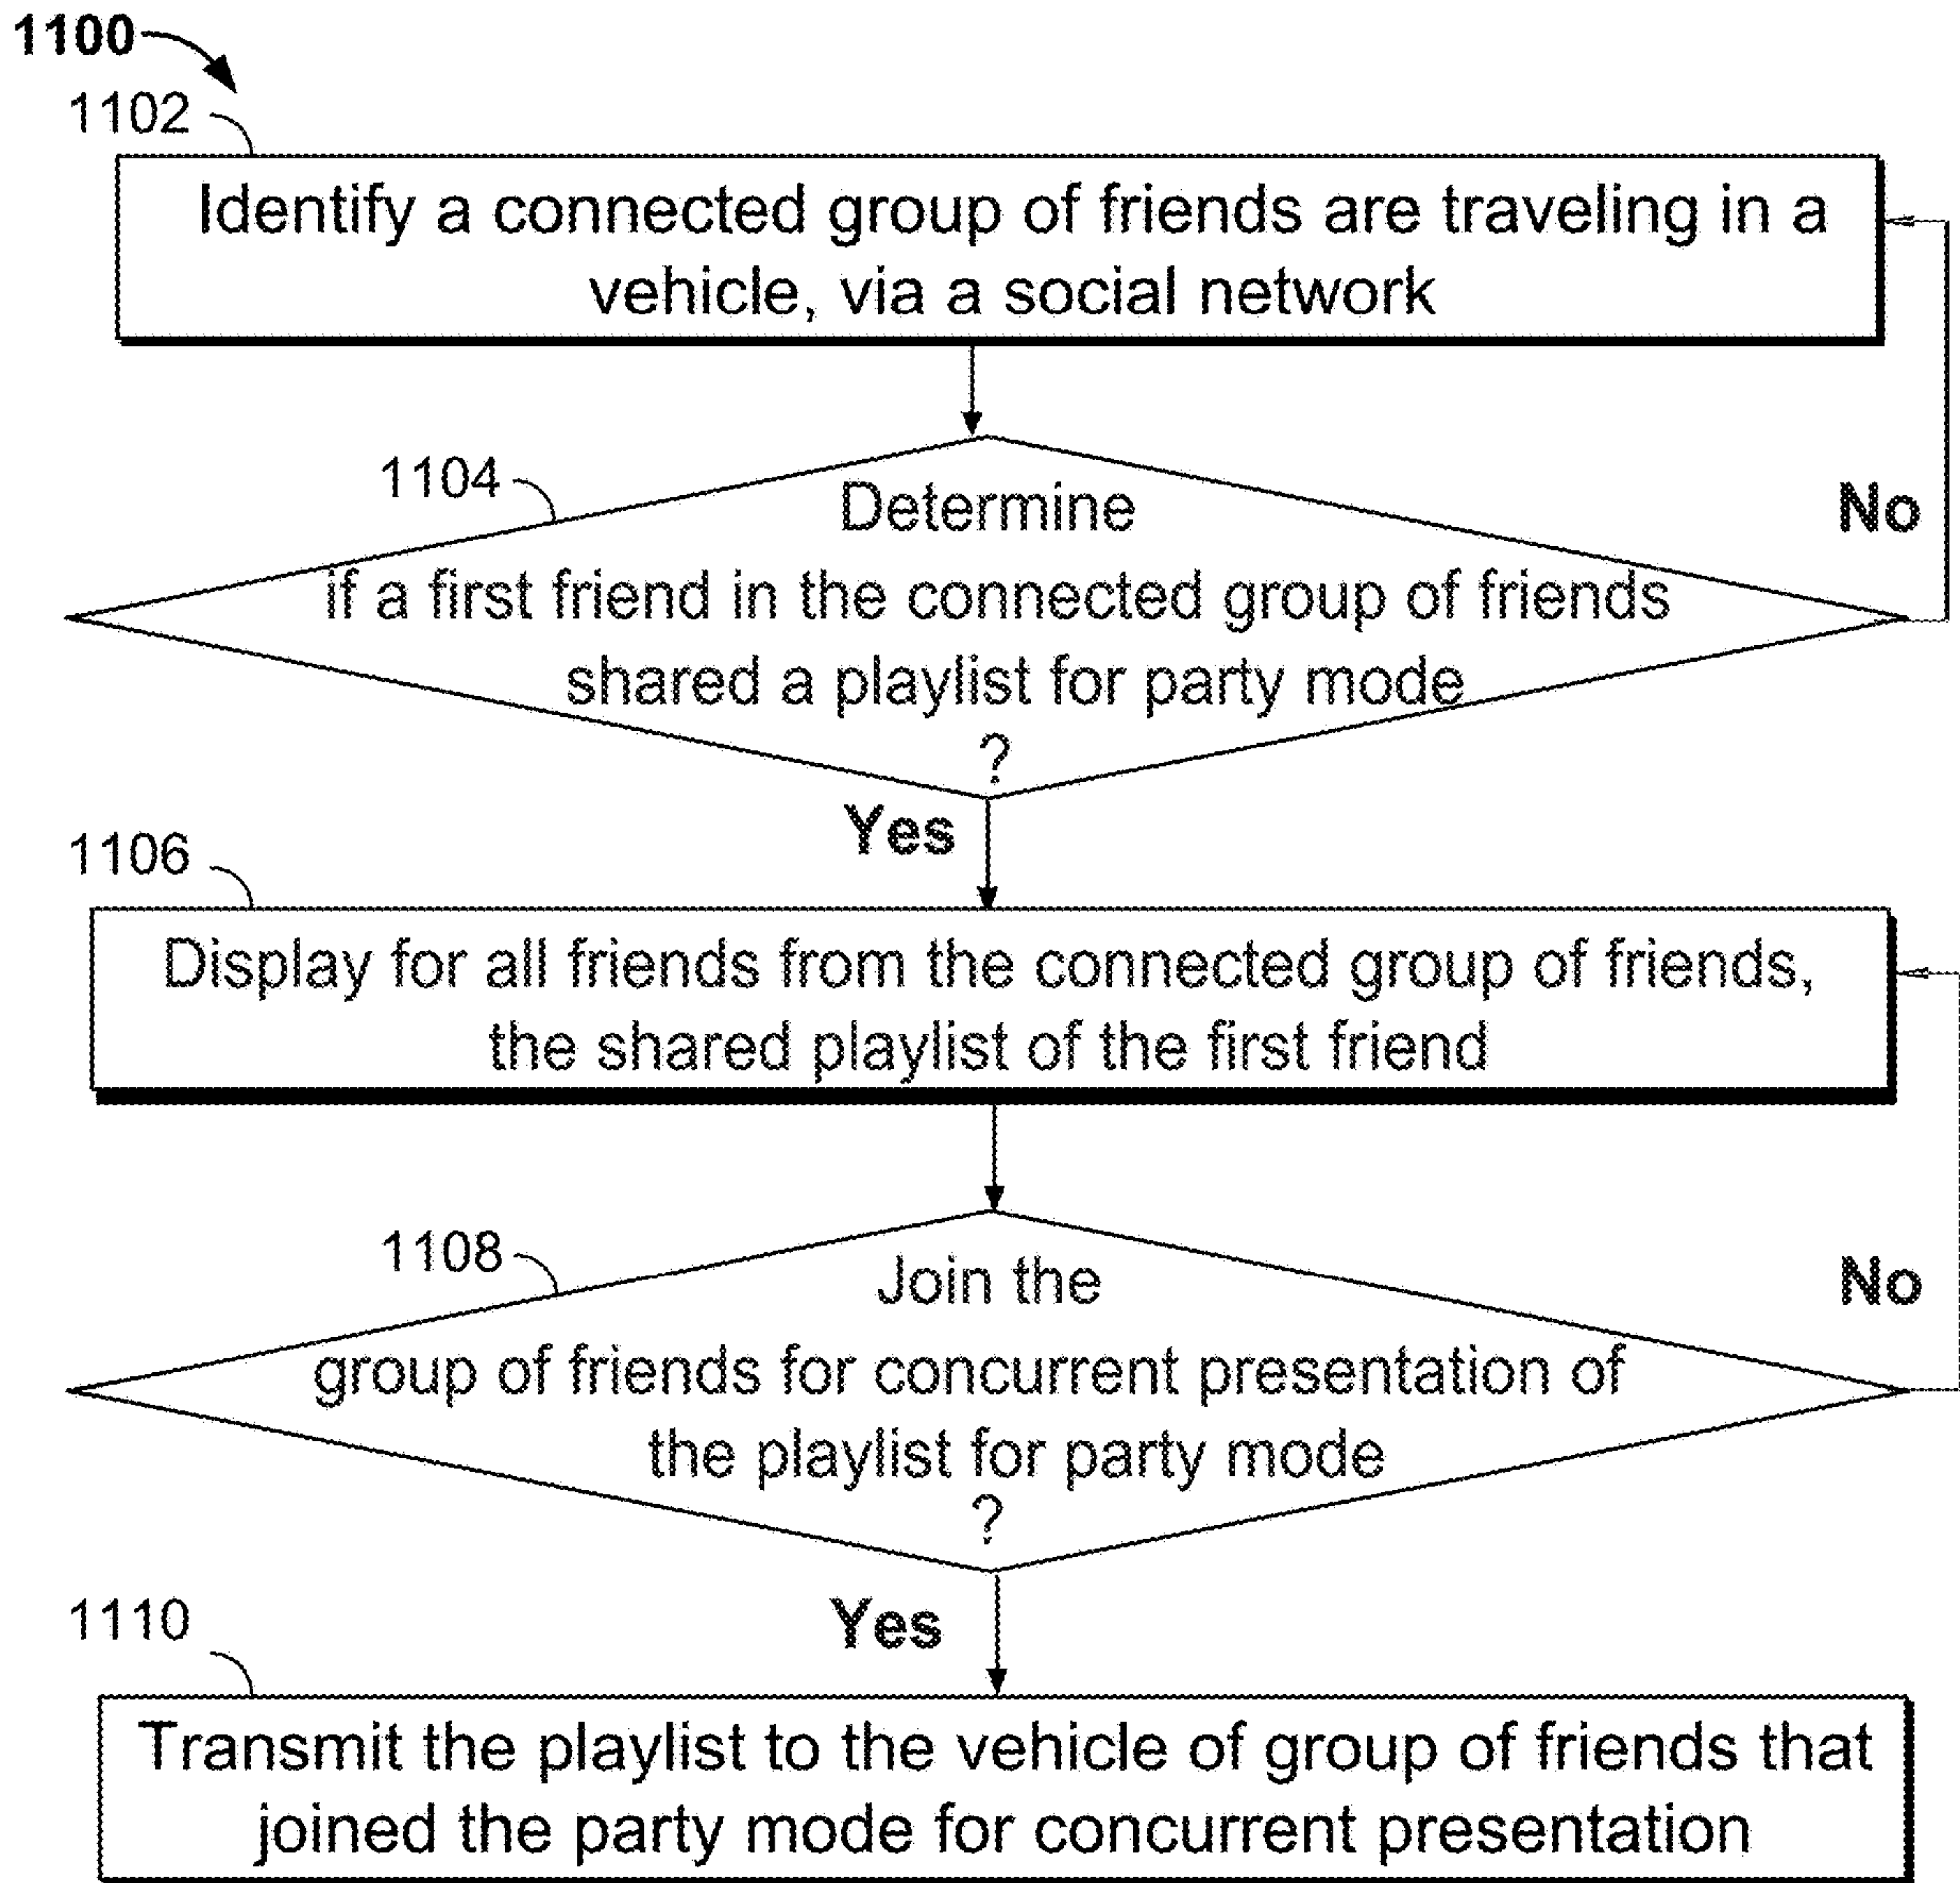 1100
1102
Identify a connected group of friends are traveling in a
vehicle, via a social network
1104
Determine
if a first friend in the connected group of friends
shared a playlist for party mode
?
No
Yes
1106
Display for all friends from the connected group of friends,
the shared playlist of the first friend
1108
Join the
group of friends for concurrent presentation of
the playlist for party mode
?
No
Yes
1110
Transmit the playlist to the vehicle of group of friends that
joined the party mode for concurrent presentation